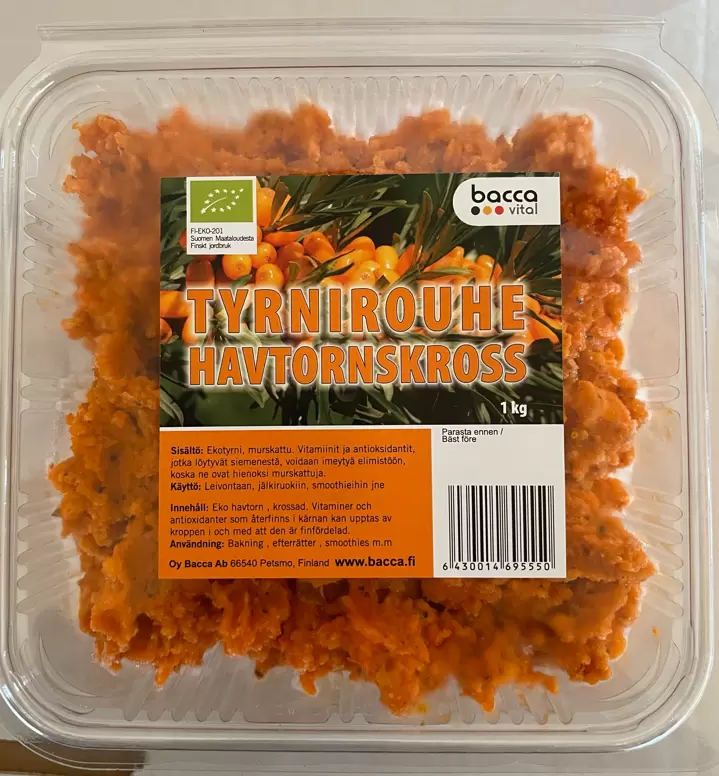 FI-EKO-201
Suomen Maataloudesta
Finskt jordbruk
bacca
vital
TYRNIROUHE
HAVTORNSKROSS
1 kg
Sisältö: Ekotyrni, murskattu. Vitamiinit ja antioksidantit,
jotka löytyvät siemenestä, voidaan imeytyä elimistöön,
koska ne ovat hienoksi murskattuja.
Käyttö: Leivontaan, jälkiruokiin, smoothieihin jne
Innehåll: Eko havtorn , krossad. Vitaminer och
antioxidanter som återfinns i kärnan kan upptas av
kroppen i och med att den är finfördelad.
Användning: Bakning , efterrätter , smoothies m.m
Oy Bacca Ab 66540 Petsmo, Finland www.bacca.fi
Parasta ennen /
Bäst före
6 430014 695550